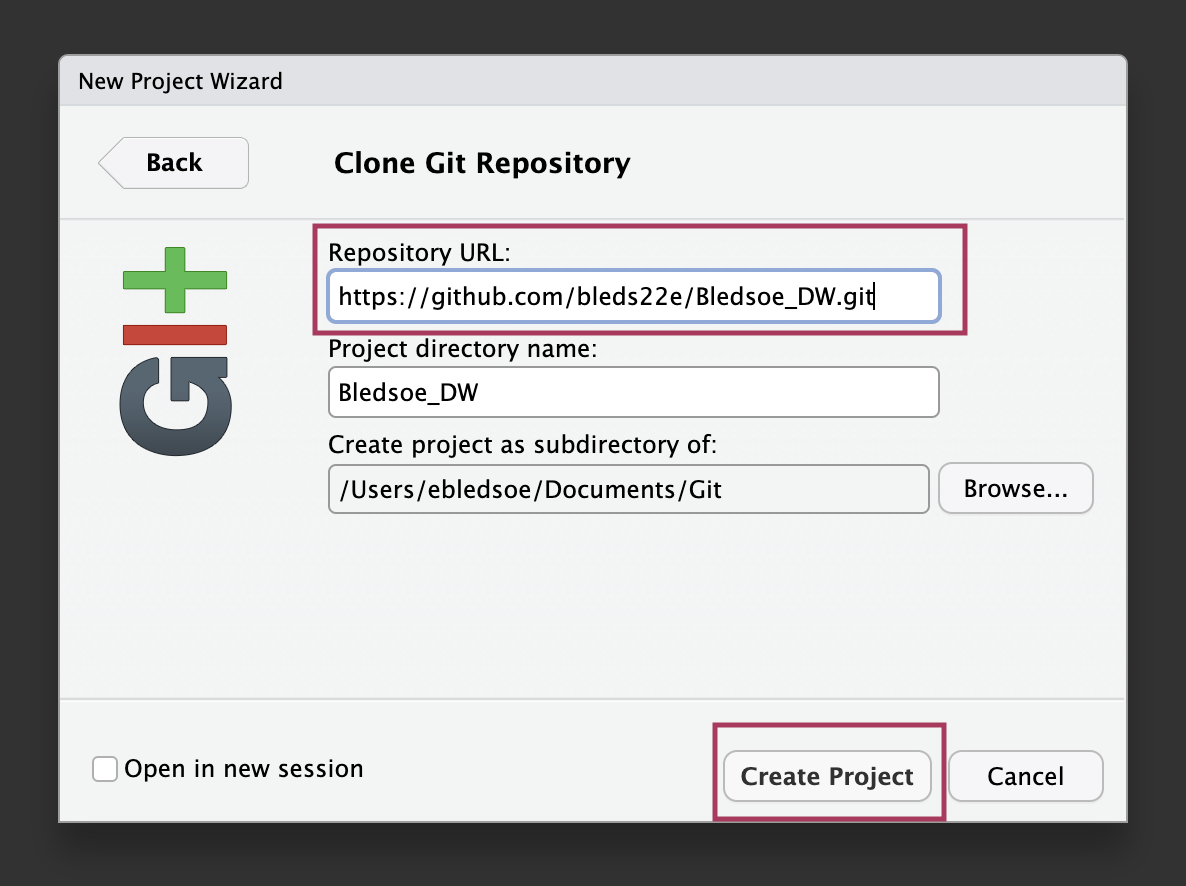 New Project Wizard
Back
Clone Git Repository
GIT
Repository URL:
https://github.com/bleds22e/Bledsoe_DW.git
Project directory name:
Bledsoe_DW
Create project as subdirectory of:
/Users/ebledsoe/Documents/Git
Browse...
Open in new session
Create Project
Cancel